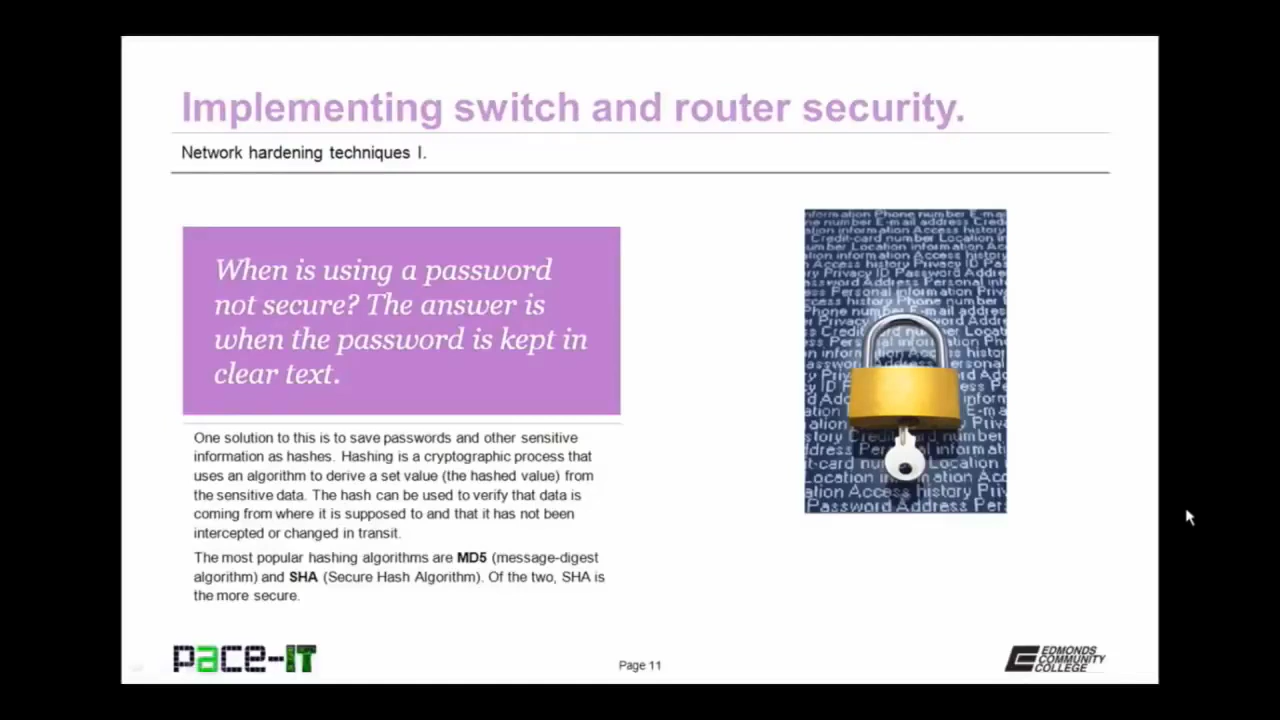 Implementing switch and router security.
Network hardening techniques I.
When is using a password
not secure? The answer is
when the password is kept in
clear text.
One solution to this is to save passwords and other sensitive
information as hashes. Hashing is a cryptographic process that
uses an algorithm to derive a set value (the hashed value) from
the sensitive data. The hash can be used to verify that data is
coming from where it is supposed to and that it has not been
intercepted or changed in transit.
The most popular hashing algorithms are MD5 (message-digest
algorithm) and SHA (Secure Hash Algorithm). Of the two, SHA is
the more secure.
pace-IT
Page 11
EDMONDS
COMMUNITY
COLLEGE